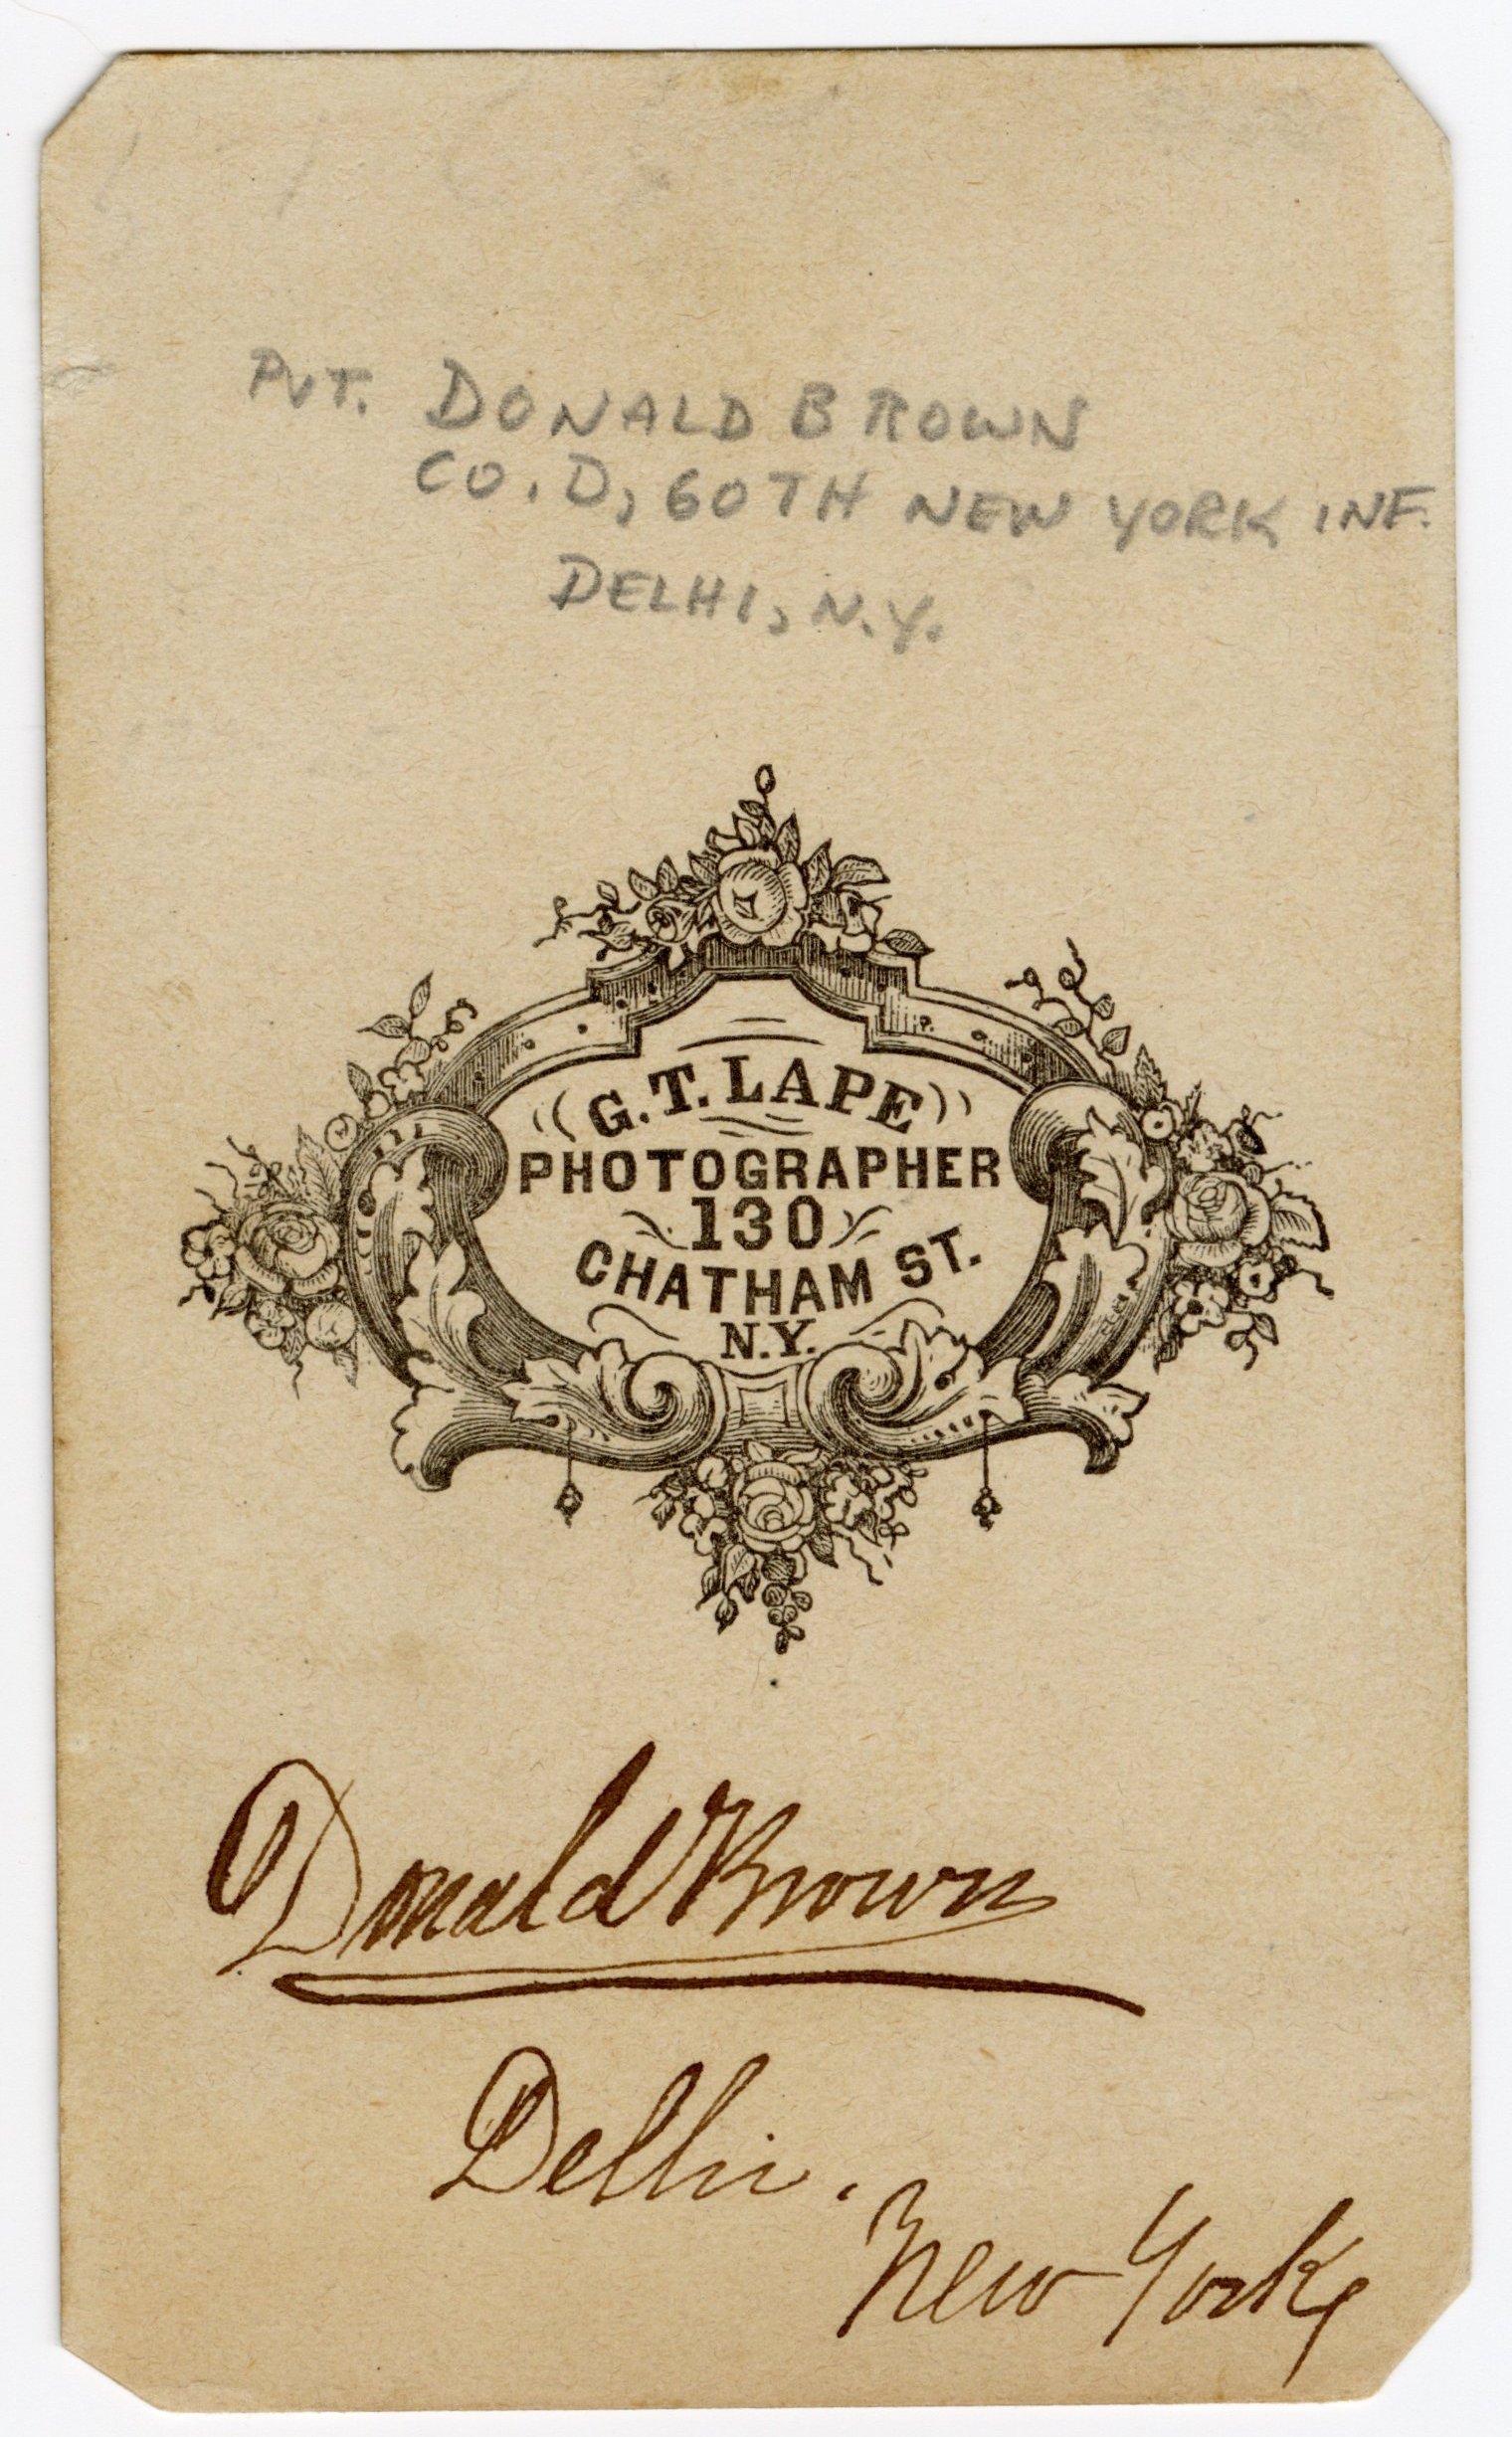 PVT. DONALD BROWN
CO. D, 60TH NEW YORK INF.
DELHI, N.Y.
G. T. LAPE
PHOTOGRAPHER
130
CHATHAM ST.
N.Y.
Donald Brown
Delhi.
New York,